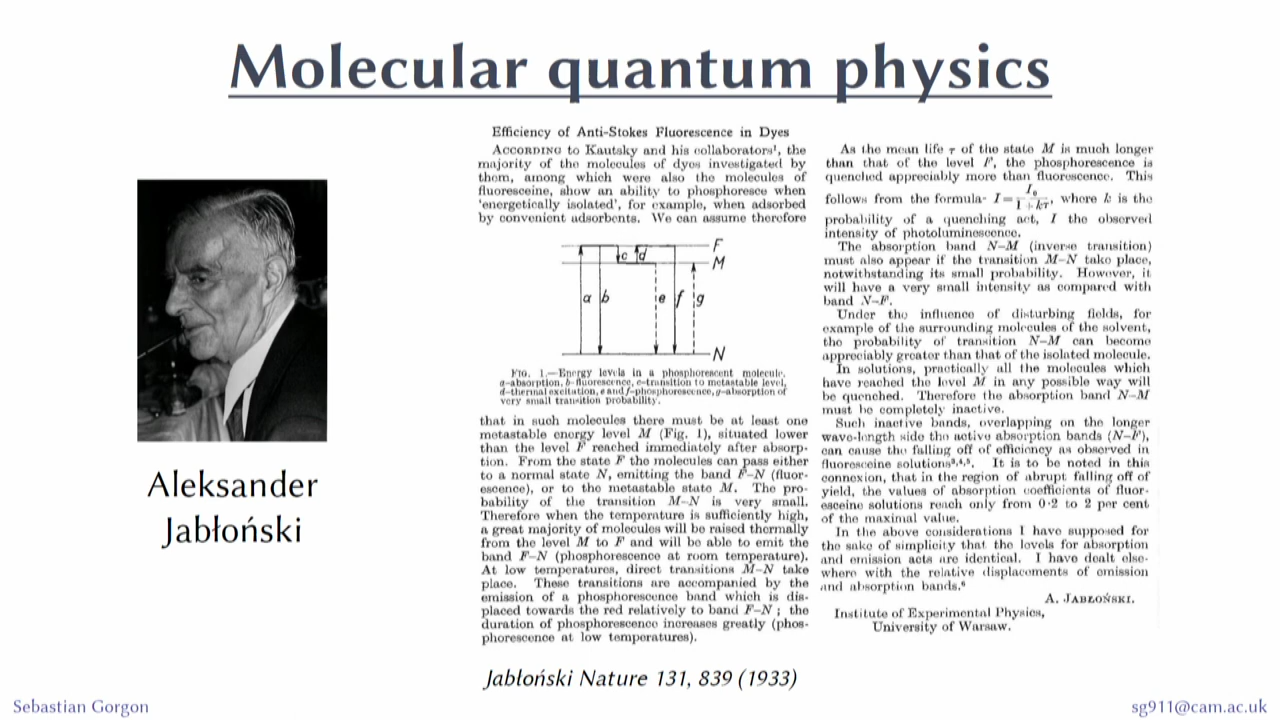 Molecular quantum physics
Aleksander
Jabłoński
Efficiency of Anti-Stokes Fluorescence in Dyes
ACCORDING to Kautsky and his collaborators¹, the
majority of the molecules of dyes investigated by
them, among which were also the molecules of
fluoresceine, show an ability to phosphoresce when
'energetically isolated', for example, when adsorbed
by convenient adsorbents. We can assume therefore
F
c d
M
a b e f g
N
FIG. 1.—Energy levels in a phosphorescent molecule.
a-absorption, b-fluorescence, c-transition to metastable level,
d-thermal excitation, e and f-phosphorescence, g-absorption of
very small transition probability.
that in such molecules there must be at least one
metastable energy level M (Fig. 1), situated lower
than the level F reached immediately after absorp-
tion. From the state F the molecules can pass either
to a normal state N, emitting the band F–N (fluor-
escence), or to the metastable state M. The pro-
bability of the transition M–N is very small.
Therefore when the temperature is sufficiently high,
a great majority of molecules will be raised thermally
from the level M to F and will be able to emit the
band F–N (phosphorescence at room temperature).
At low temperatures, direct transitions M–N take
place. These transitions are accompanied by the
emission of a phosphorescence band which is dis-
placed towards the red relatively to band F–N ; the
duration of phosphorescence increases greatly (phos-
phorescence at low temperatures).
As the mean life τ of the state M is much longer
than that of the level F, the phosphorescence is
quenched appreciably more than fluorescence. This
follows from the formula- I = I₀/(1 + kτ), where k is the
probability of a quenching act, I the observed
intensity of photoluminescence.
The absorption band N–M (inverse transition)
must also appear if the transition M–N take place,
notwithstanding its small probability. However, it
will have a very small intensity as compared with
band N–F.
Under the influence of disturbing fields, for
example of the surrounding molecules of the solvent,
the probability of transition N–M can become
appreciably greater than that of the isolated molecule.
In solutions, practically all the molecules which
have reached the level M in any possible way will
be quenched. Therefore the absorption band N–M
must be completely inactive.
Such inactive bands, overlapping on the longer
wave-length side the active absorption bands (N–F),
can cause the falling off of efficiency as observed in
fluoresceine solutions³,⁴,⁵. It is to be noted in this
connexion, that in the region of abrupt falling off of
yield, the values of absorption coefficients of fluor-
esceine solutions reach only from 0·2 to 2 per cent
of the maximal value.
In the above considerations I have supposed for
the sake of simplicity that the levels for absorption
and emission acts are identical. I have dealt else-
where with the relative displacements of emission
and absorption bands.⁶
A. JABŁOŃSKI.
Institute of Experimental Physics,
University of Warsaw.
Jabłoński Nature 131, 839 (1933)
Sebastian Gorgon
sg911@cam.ac.uk